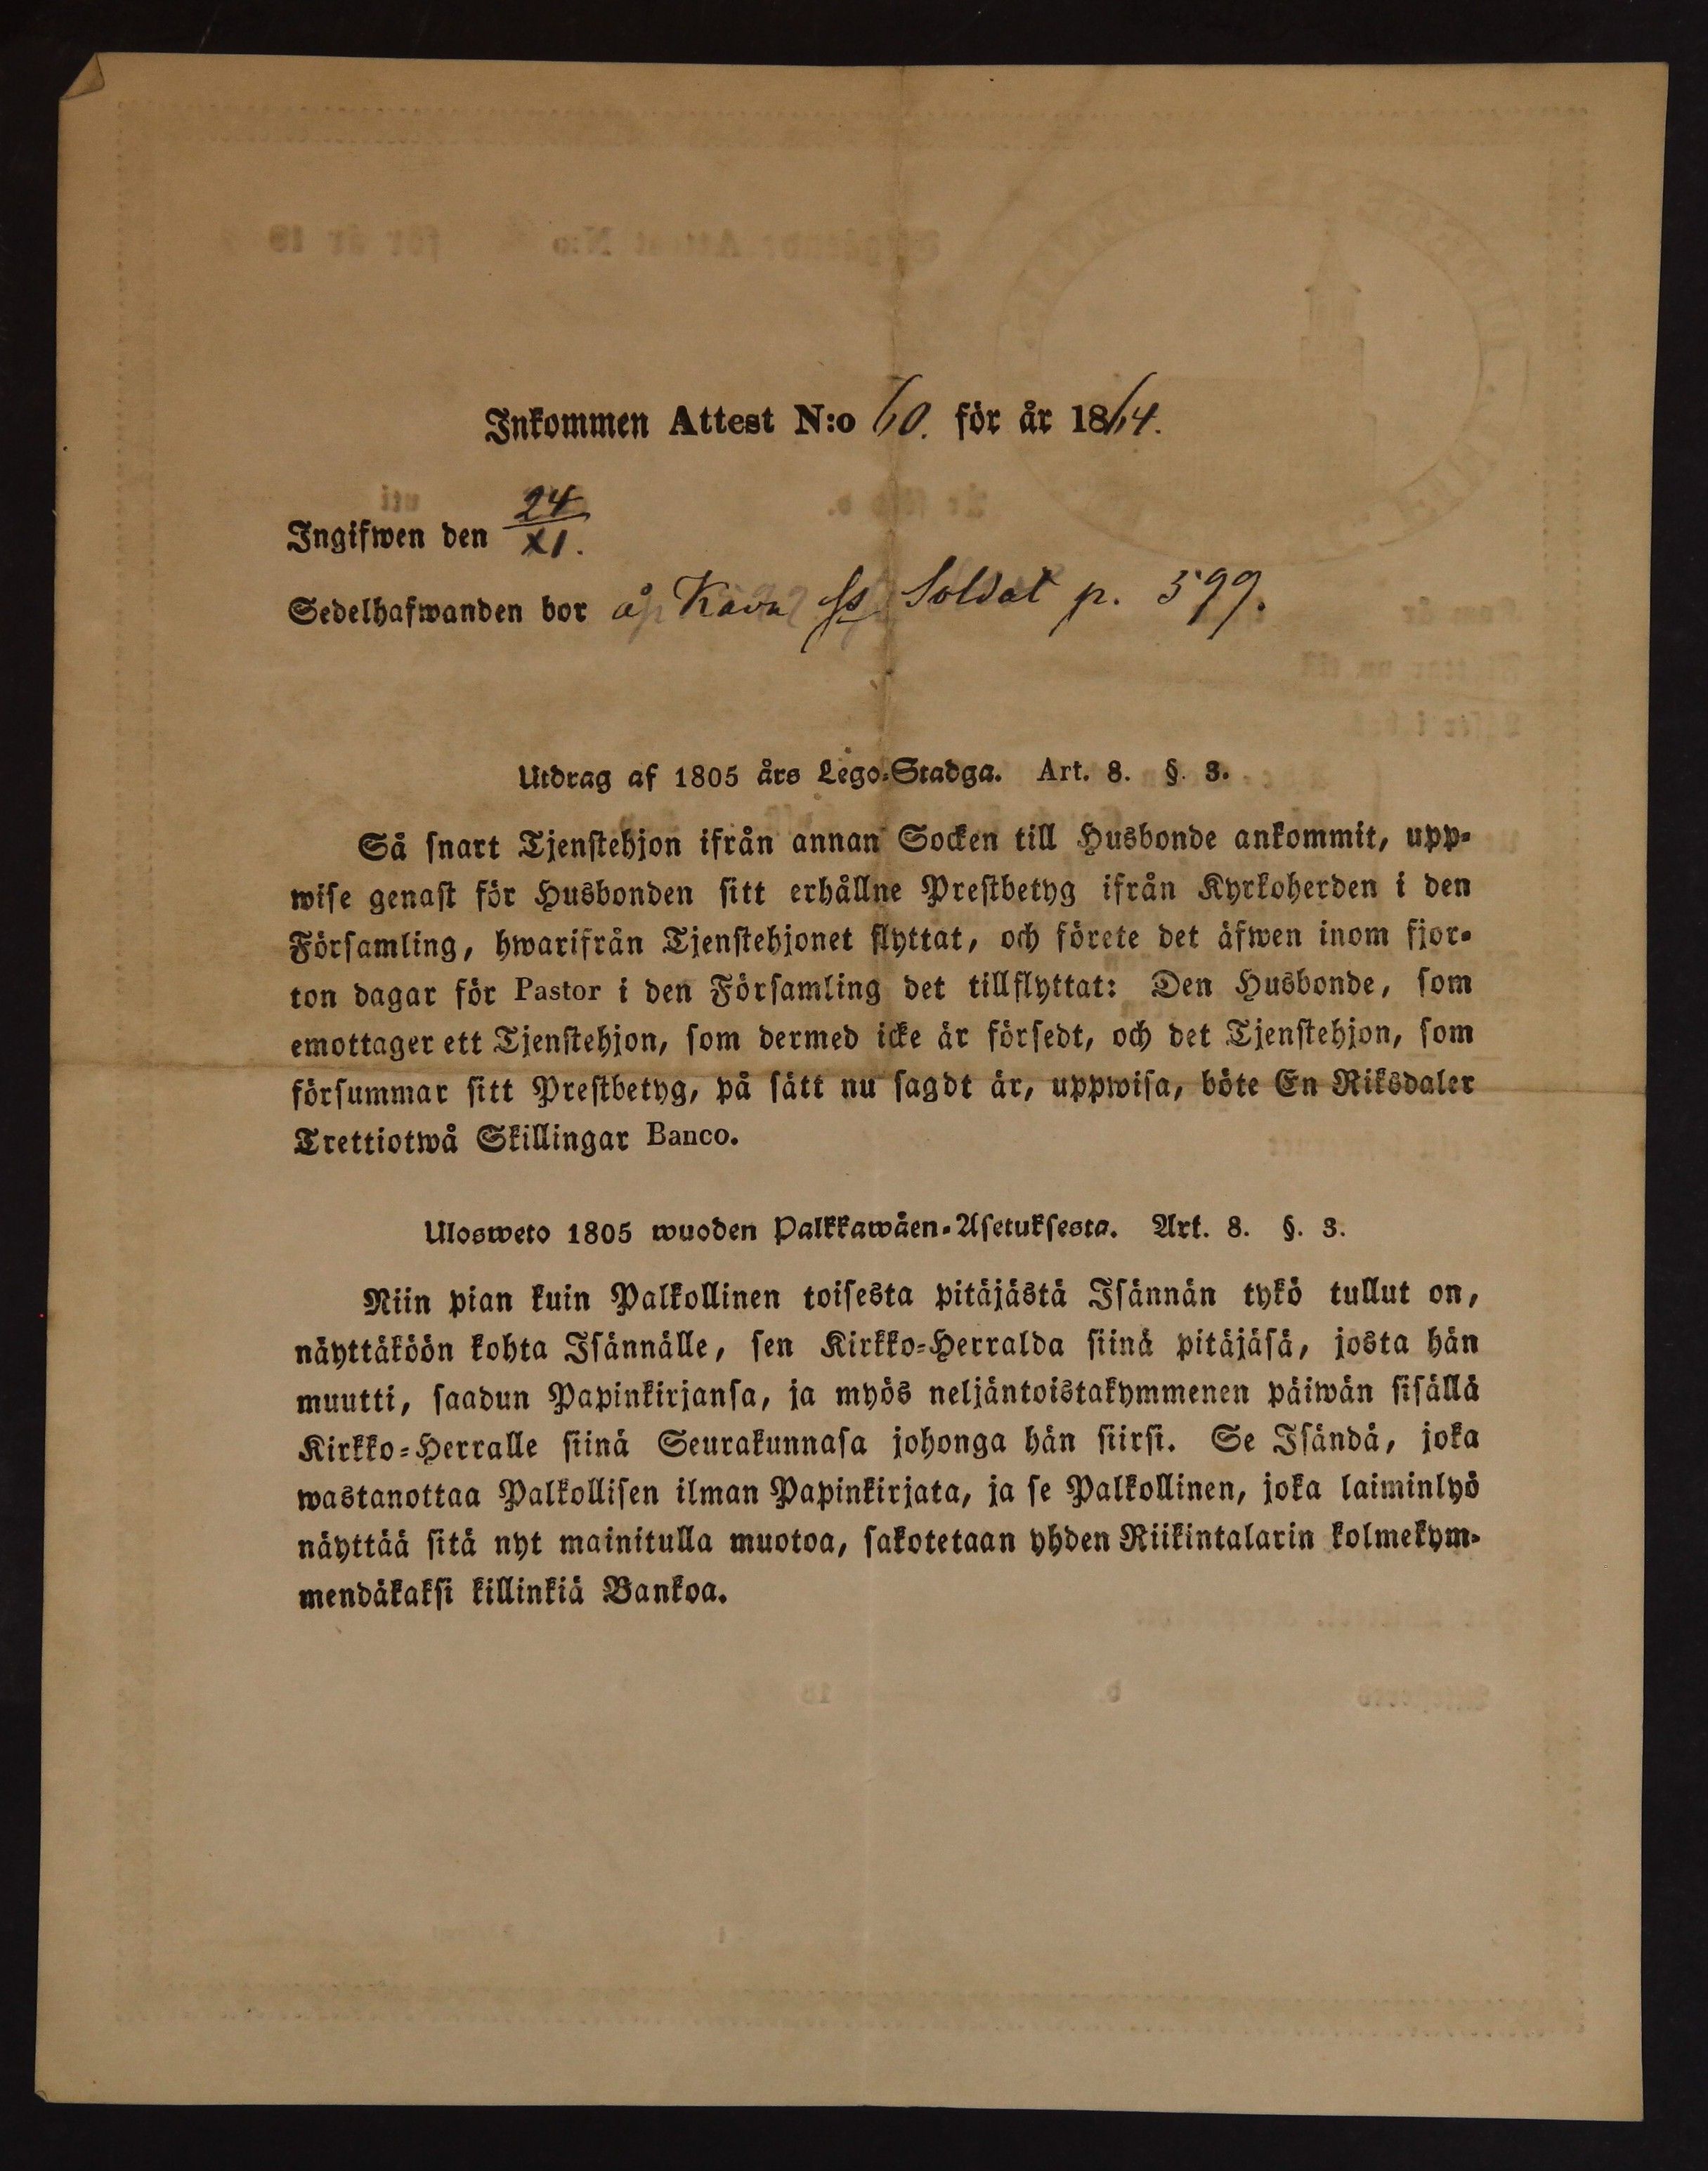 Inkommen Attest N:o 60. för år 1864.
Ingifwen den 24/XI.
Sedelhafwanden bor å Kava Soldat p. 599.
Utdrag af 1805 års Lego-Stadga. Art. 8. §. 3.
Så snart Tjenstehjon ifrån annan Socken till Husbonde ankommit, upp-
wise genast för Husbonden sitt erhållne Prestbetyg ifrån Kyrkoherden i den
Församling, hwarifrån Tjenstehjonet flyttat, och förete det äfwen inom fjor-
ton dagar för Pastor i den Församling det tillflyttat: Den Husbonde, som
emottager ett Tjenstehjon, som dermed icke är försedt, och det Tjenstehjon, som
försummar sitt Prestbetyg, på sätt nu sagdt är, uppwisa, böte En Riksdaler
Trettiotwå Skillingar Banco.
Ulosweto 1805 wuoden Palkkawäen-Asetuksesta. Art. 8. §. 3.
Niin pian kuin Palkollinen toisesta pitäjästä Isännän tykö tullut on,
näyttäköön kohta Isännälle, sen Kirkko-Herralda siinä pitäjäsä, josta hän
muutti, saadun Papinkirjansa, ja myös neljäntoistakymmenen päiwän sisällä
Kirkko-Herralle siinä Seurakunnasa johonga hän siirsi. Se Isändä, joka
wastanottaa Palkollisen ilman Papinkirjata, ja se Palkollinen, joka laiminlyö
näyttää sitä nyt mainitulla muotoa, sakotetaan yhden Riikintalarin kolmekym-
mendäkaksi killinkiä Bankoa.